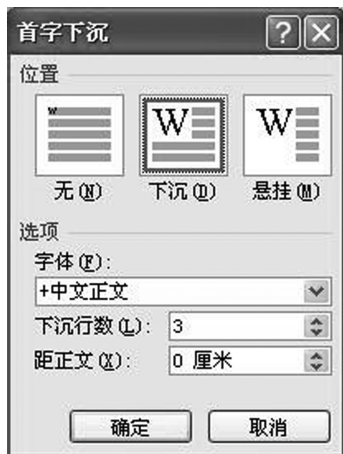 首字下沉
位置
W W W
无(N) 下沉(D) 悬挂(M)
选项
字体(F):
+中文正文
下沉行数(L): 3
距正文(X): 0 厘米
确定 取消